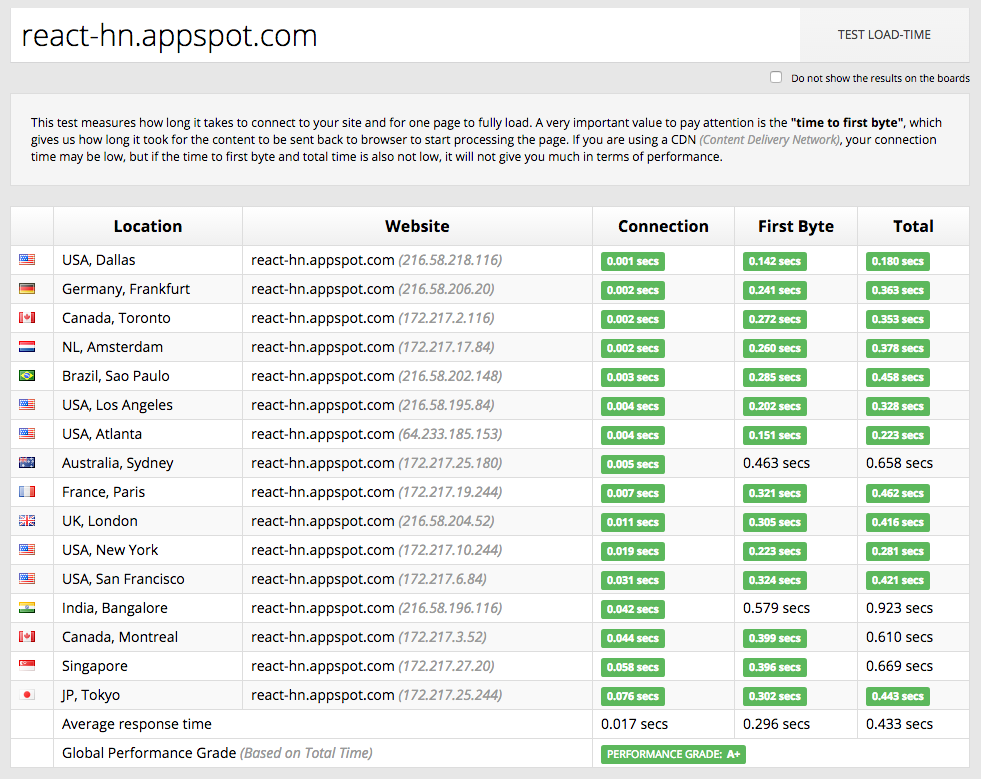 react-hn.appspot.com TEST LOAD-TIME
Do not show the results on the boards
This test measures how long it takes to connect to your site and for one page to fully load. A very important value to pay attention is the "time to first byte", which
gives us how long it took for the content to be sent back to browser to start processing the page. If you are using a CDN (Content Delivery Network), your connection
time may be low, but if the time to first byte and total time is also not low, it will not give you much in terms of performance.
Location Website Connection First Byte Total
USA, Dallas react-hn.appspot.com (216.58.218.116) 0.001 secs 0.142 secs 0.180 secs
Germany, Frankfurt react-hn.appspot.com (216.58.206.20) 0.002 secs 0.241 secs 0.363 secs
Canada, Toronto react-hn.appspot.com (172.217.2.116) 0.002 secs 0.272 secs 0.353 secs
NL, Amsterdam react-hn.appspot.com (172.217.17.84) 0.002 secs 0.260 secs 0.378 secs
Brazil, Sao Paulo react-hn.appspot.com (216.58.202.148) 0.003 secs 0.285 secs 0.458 secs
USA, Los Angeles react-hn.appspot.com (216.58.195.84) 0.004 secs 0.202 secs 0.328 secs
USA, Atlanta react-hn.appspot.com (64.233.185.153) 0.004 secs 0.151 secs 0.223 secs
Australia, Sydney react-hn.appspot.com (172.217.25.180) 0.005 secs 0.463 secs 0.658 secs
France, Paris react-hn.appspot.com (172.217.19.244) 0.007 secs 0.321 secs 0.462 secs
UK, London react-hn.appspot.com (216.58.204.52) 0.011 secs 0.305 secs 0.416 secs
USA, New York react-hn.appspot.com (172.217.10.244) 0.019 secs 0.223 secs 0.281 secs
USA, San Francisco react-hn.appspot.com (172.217.6.84) 0.031 secs 0.324 secs 0.421 secs
India, Bangalore react-hn.appspot.com (216.58.196.116) 0.042 secs 0.579 secs 0.923 secs
Canada, Montreal react-hn.appspot.com (172.217.3.52) 0.044 secs 0.399 secs 0.610 secs
Singapore react-hn.appspot.com (172.217.27.20) 0.058 secs 0.396 secs 0.669 secs
JP, Tokyo react-hn.appspot.com (172.217.25.244) 0.076 secs 0.302 secs 0.443 secs
Average response time 0.017 secs 0.296 secs 0.433 secs
Global Performance Grade (Based on Total Time) PERFORMANCE GRADE: A+